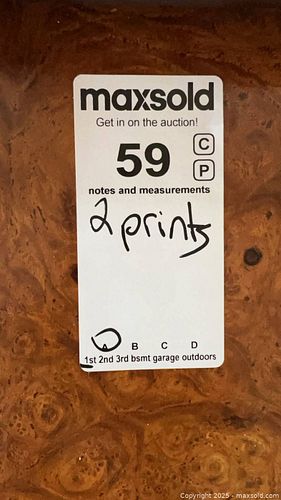 maxsold
Get in on the auction!
59 C
P
notes and measurements
2 prints
A B C D
1st 2nd 3rd bsmt garage outdoors
Copyright 2025 - maxsold.com